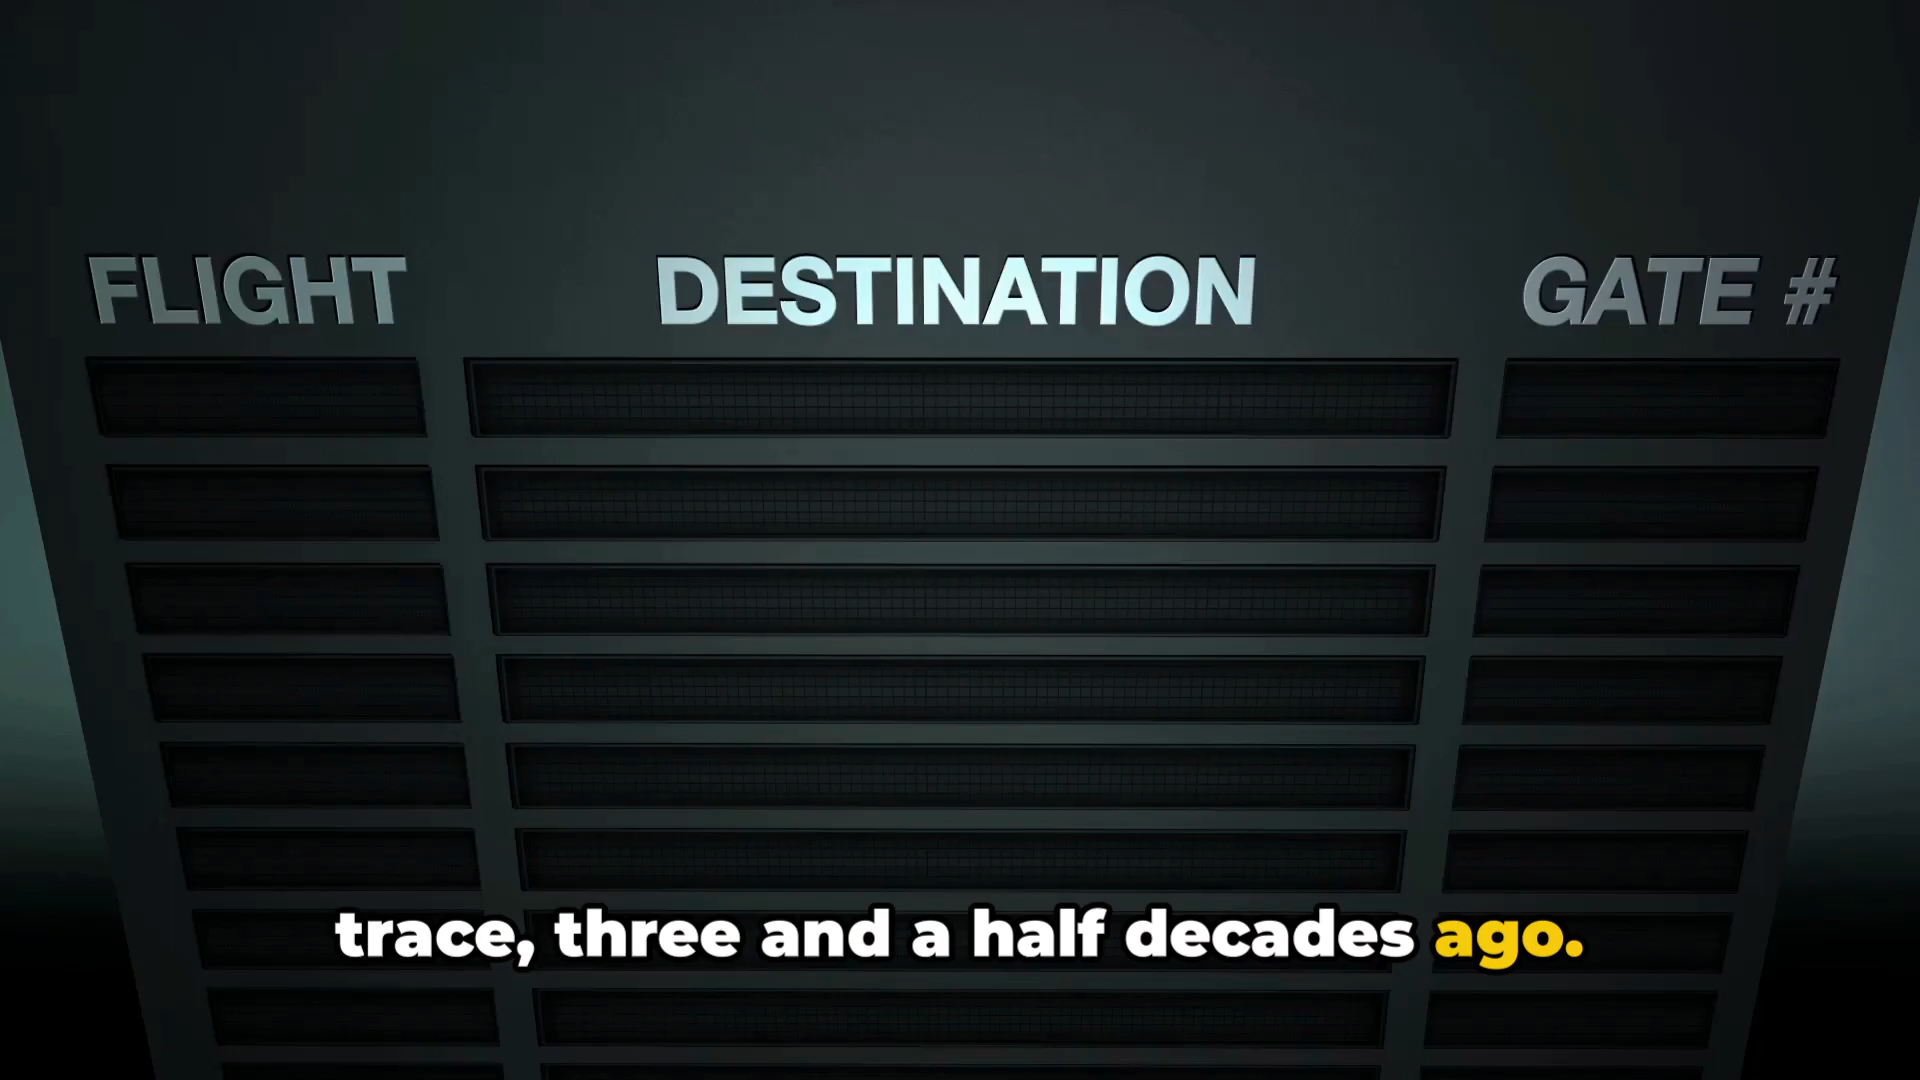 FLIGHT DESTINATION GATE #
trace, three and a half decades ago.